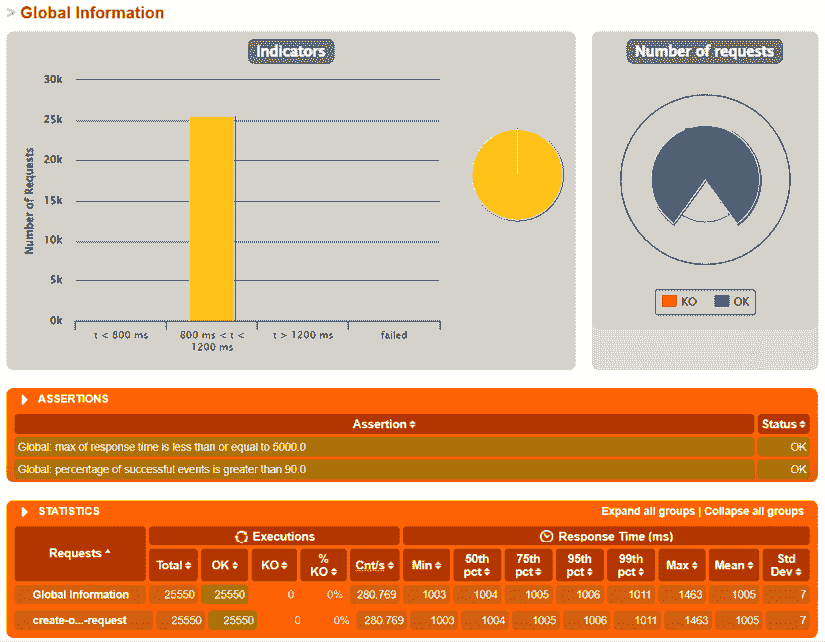 > Global Information
Indicators
Number of requests
Number of Requests
30k
25k
20k
15k
10k
5k
0k
t < 800 ms
800 ms < t <
1200 ms
t > 1200 ms
failed
KO OK
ASSERTIONS
Assertion Status
Global: max of response time is less than or equal to 5000.0 OK
Global: percentage of successful events is greater than 90.0 OK
STATISTICS Expand all groups | Collapse all groups
Requests Executions Response Time (ms)
Total OK KO % KO Cnt/s Min 50th pct 75th pct 95th pct 99th pct Max Mean Std Dev
Global Information 25550 25550 0 0% 280.769 1003 1004 1005 1006 1011 1463 1005 7
create-o...-request 25550 25550 0 0% 280.769 1003 1004 1005 1006 1011 1463 1005 7